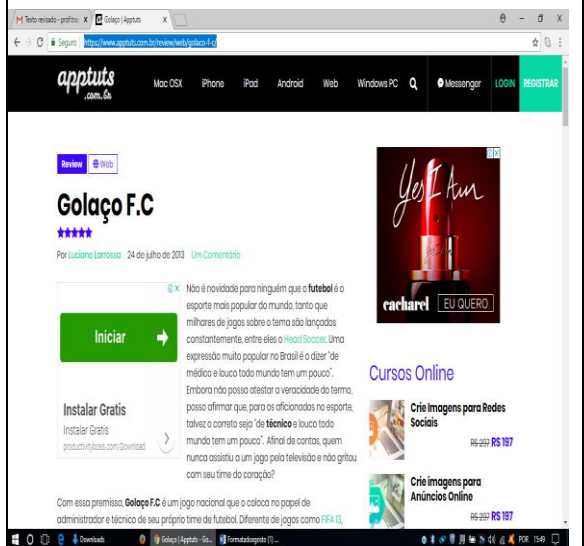 Texto revisado - profitnos
Golaço | Apptuts
Seguro
https://www.apptuts.com.br/review/web/golaco-f-c/
apptuts
.com.br
Mac OSX iPhone iPad Android Web Windows PC Messenger LOGIN REGISTRAR
Review Web
Golaço F.C
Por Luciano Larrossa 24 de julho de 2013 Um Comentário
Iniciar
Instalar Gratis
Instalar Gratis
productivityboss.com/Download
Não é novidade para ninguém que o futebol é o
esporte mais popular do mundo, tanto que
milhares de jogos sobre o tema são lançados
constantemente, entre eles o Head Soccer. Uma
expressão muito popular no Brasil é o dizer "de
médico e louco todo mundo tem um pouco".
Embora não possa atestar a veracidade do termo,
posso afirmar que, para os aficionados no esporte,
talvez o correto seja "de técnico e louco todo
mundo tem um pouco". Afinal de contas, quem
nunca assistiu a um jogo pela televisão e não gritou
com seu time do coração?
Com essa premissa, Golaço F.C é um jogo nacional que o coloca no papel de
administrador e técnico de seu próprio time de futebol. Diferente de jogos como FIFA 13,
Yes I Am
cacharel EU QUERO
Cursos Online
Crie Imagens para Redes
Sociais
R$ 297 R$ 197
Crie imagens para
Anúncios Online
R$ 297 R$ 197
Downloads
Golaço | Apptuts - Go...
Formatadoagosto (1) ...
POR 15:49